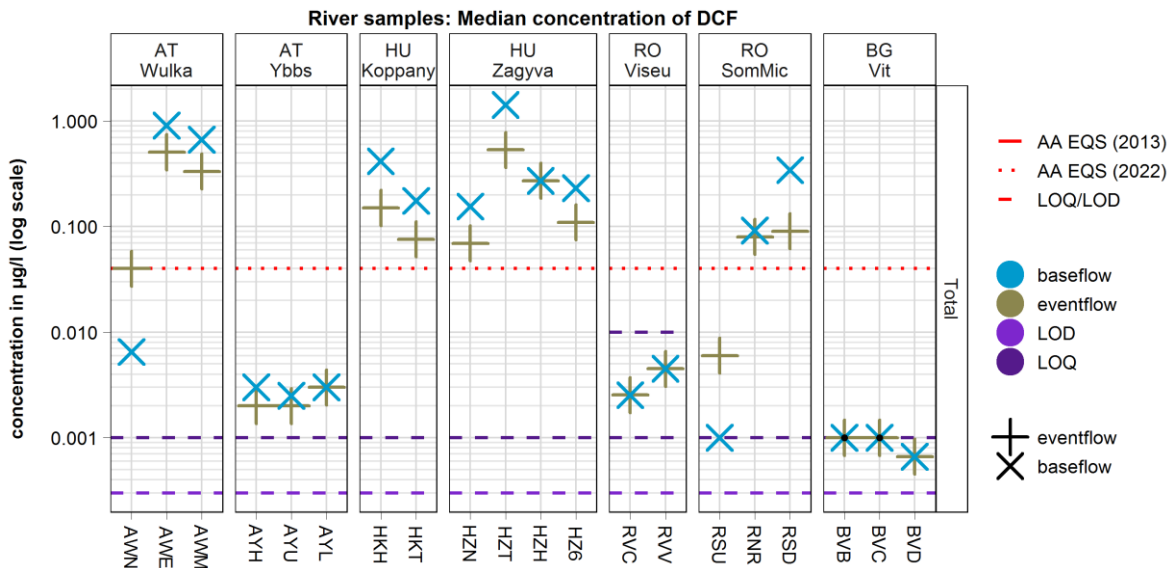 River samples: Median concentration of DCF
AT
Wulka
AT
Ybbs
HU
Koppany
HU
Zagyva
RO
Viseu
RO
SomMic
BG
Vit
concentration in µg/l (log scale)
1.000
0.100
0.010
0.001
Total
AWN
AWE
AWM
AYH
AYU
AYL
HKH
HKT
HZN
HZT
HZH
HZ6
RVC
RVV
RSU
RNR
RSD
BVB
BVC
BVD
AA EQS (2013)
AA EQS (2022)
LOQ/LOD
baseflow
eventflow
LOD
LOQ
eventflow
baseflow